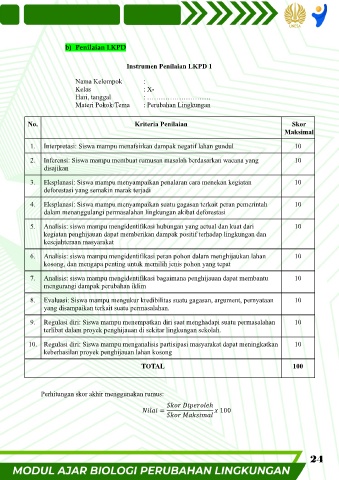 UNESA
b) Penilaian LKPD
Instrumen Penilaian LKPD 1
Nama Kelompok :
Kelas : X-
Hari, tanggal : ..............................
Materi Pokok/Tema : Perubahan Lingkungan
No. Kriteria Penilaian Skor
Maksimal
1. Interpretasi: Siswa mampu menafsirkan dampak negatif lahan gundul 10
2. Inferensi: Siswa mampu membuat rumusan masalah berdasarkan wacana yang 10
disajikan
3. Eksplanasi: Siswa mampu menyampaikan penalaran cara menekan kegiatan 10
deforestasi yang semakin marak terjadi
4. Eksplanasi: Siswa mampu menyampaikan suatu gagasan terkait peran pemerintah 10
dalam menanggulangi permasalahan lingkungan akibat deforestasi
5. Analisis: siswa mampu mengidentifikasi hubungan yang actual dan kuat dari 10
kegiatan penghijauan dapat memberikan dampak positif terhadap lingkungan dan
kesejahteraan masyarakat
6. Analisis: siswa mampu mengidentifikasi peran pohon dalam menghijaukan lahan 10
kosong, dan mengapa penting untuk memilih jenis pohon yang tepat
7. Analisis: siswa mampu mengidentifikasi bagaimana penghijauan dapat membantu 10
mengurangi dampak perubahan iklim
8. Evaluasi: Siswa mampu mengukur kredibilitas suatu gagasan, argument, pernyataan 10
yang disampaikan terkait suatu permasalahan.
9. Regulasi diri: Siswa mampu menempatkan diri saat menghadapi suatu permasalahan 10
terlibat dalam proyek penghijauan di sekitar lingkungan sekolah.
10. Regulasi diri: Siswa mampu menganalisis partisipasi masyarakat dapat meningkatkan 10
keberhasilan proyek penghijauan lahan kosong
TOTAL 100
Perhitungan skor akhir menggunakan rumus:
Nilai = Skor Diperoleh / Skor Maksimal x 100
24
MODUL AJAR BIOLOGI PERUBAHAN LINGKUNGAN